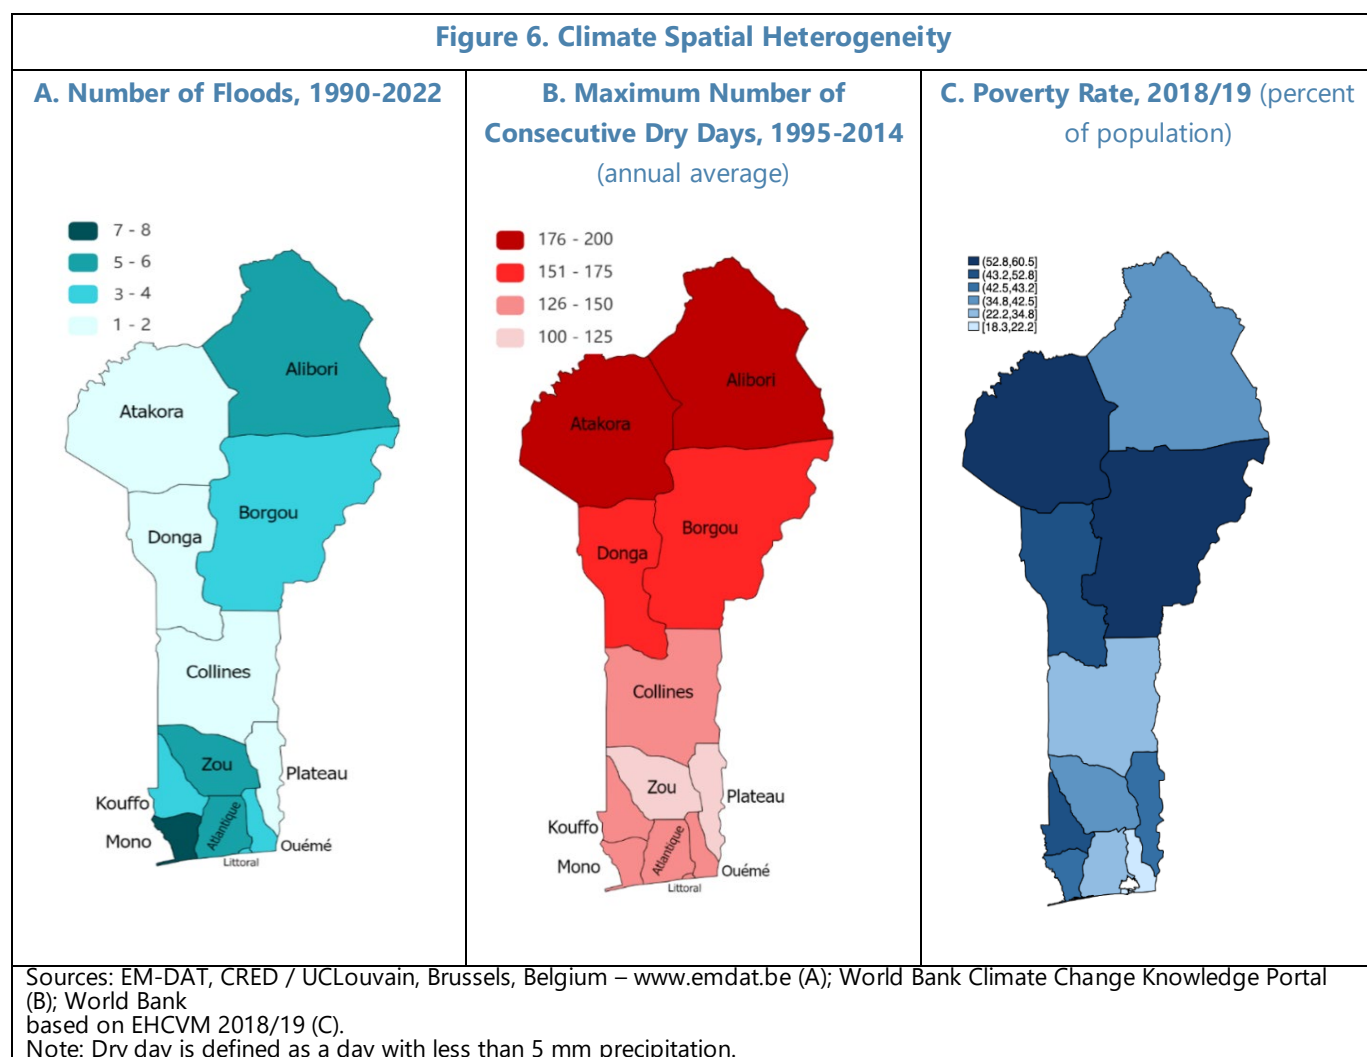 Figure 6. Climate Spatial Heterogeneity
A. Number of Floods, 1990-2022
7 - 8
5 - 6
3 - 4
1 - 2
Alibori
Atakora
Borgou
Donga
Collines
Zou
Plateau
Kouffo
Atlantique
Mono
Ouémé
Littoral
B. Maximum Number of
Consecutive Dry Days, 1995-2014
(annual average)
176 - 200
151 - 175
126 - 150
100 - 125
Alibori
Atakora
Borgou
Donga
Collines
Zou
Plateau
Kouffo
Atlantique
Mono
Ouémé
Littoral
C. Poverty Rate, 2018/19 (percent
of population)
(52.8,60.5]
(43.2,52.8]
(42.5,43.2]
(34.8,42.5]
(22.2,34.8]
[18.3,22.2]
Sources: EM-DAT, CRED / UCLouvain, Brussels, Belgium – www.emdat.be (A); World Bank Climate Change Knowledge Portal
(B); World Bank
based on EHCVM 2018/19 (C).
Note: Dry day is defined as a day with less than 5 mm precipitation.